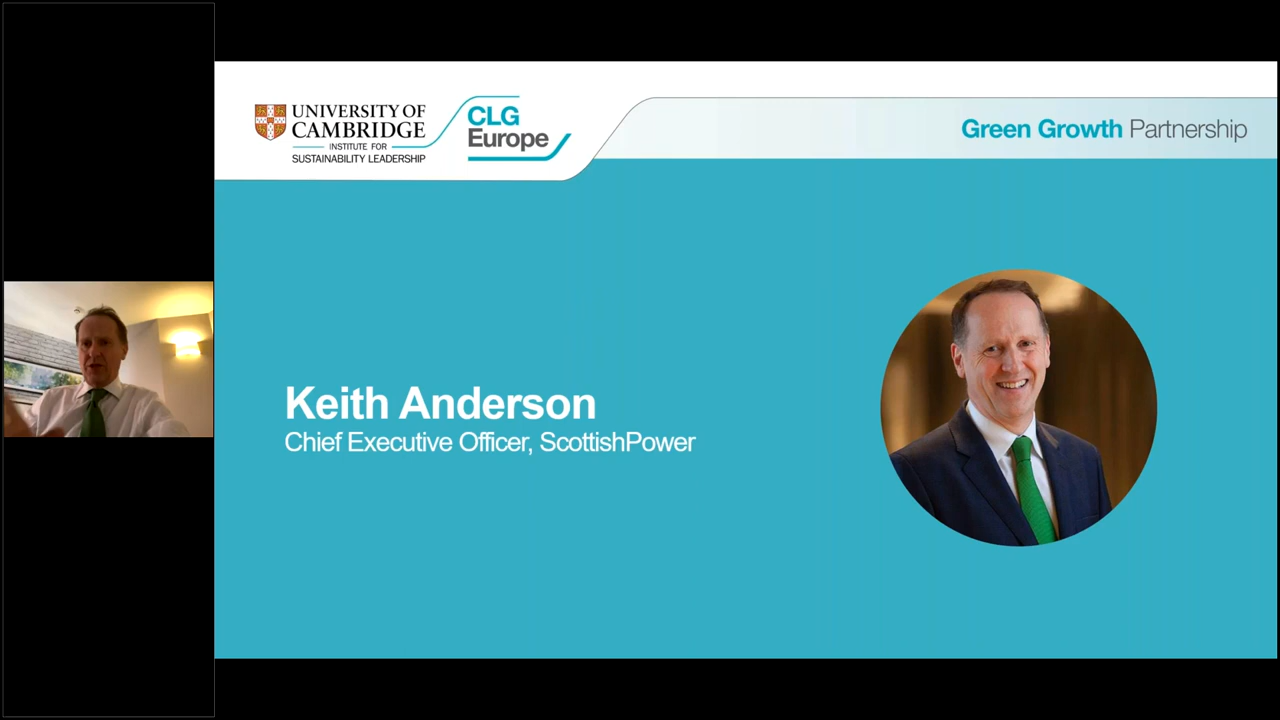 UNIVERSITY OF
CAMBRIDGE
INSTITUTE FOR
SUSTAINABILITY LEADERSHIP
CLG
Europe
Green Growth Partnership
Keith Anderson
Chief Executive Officer, ScottishPower